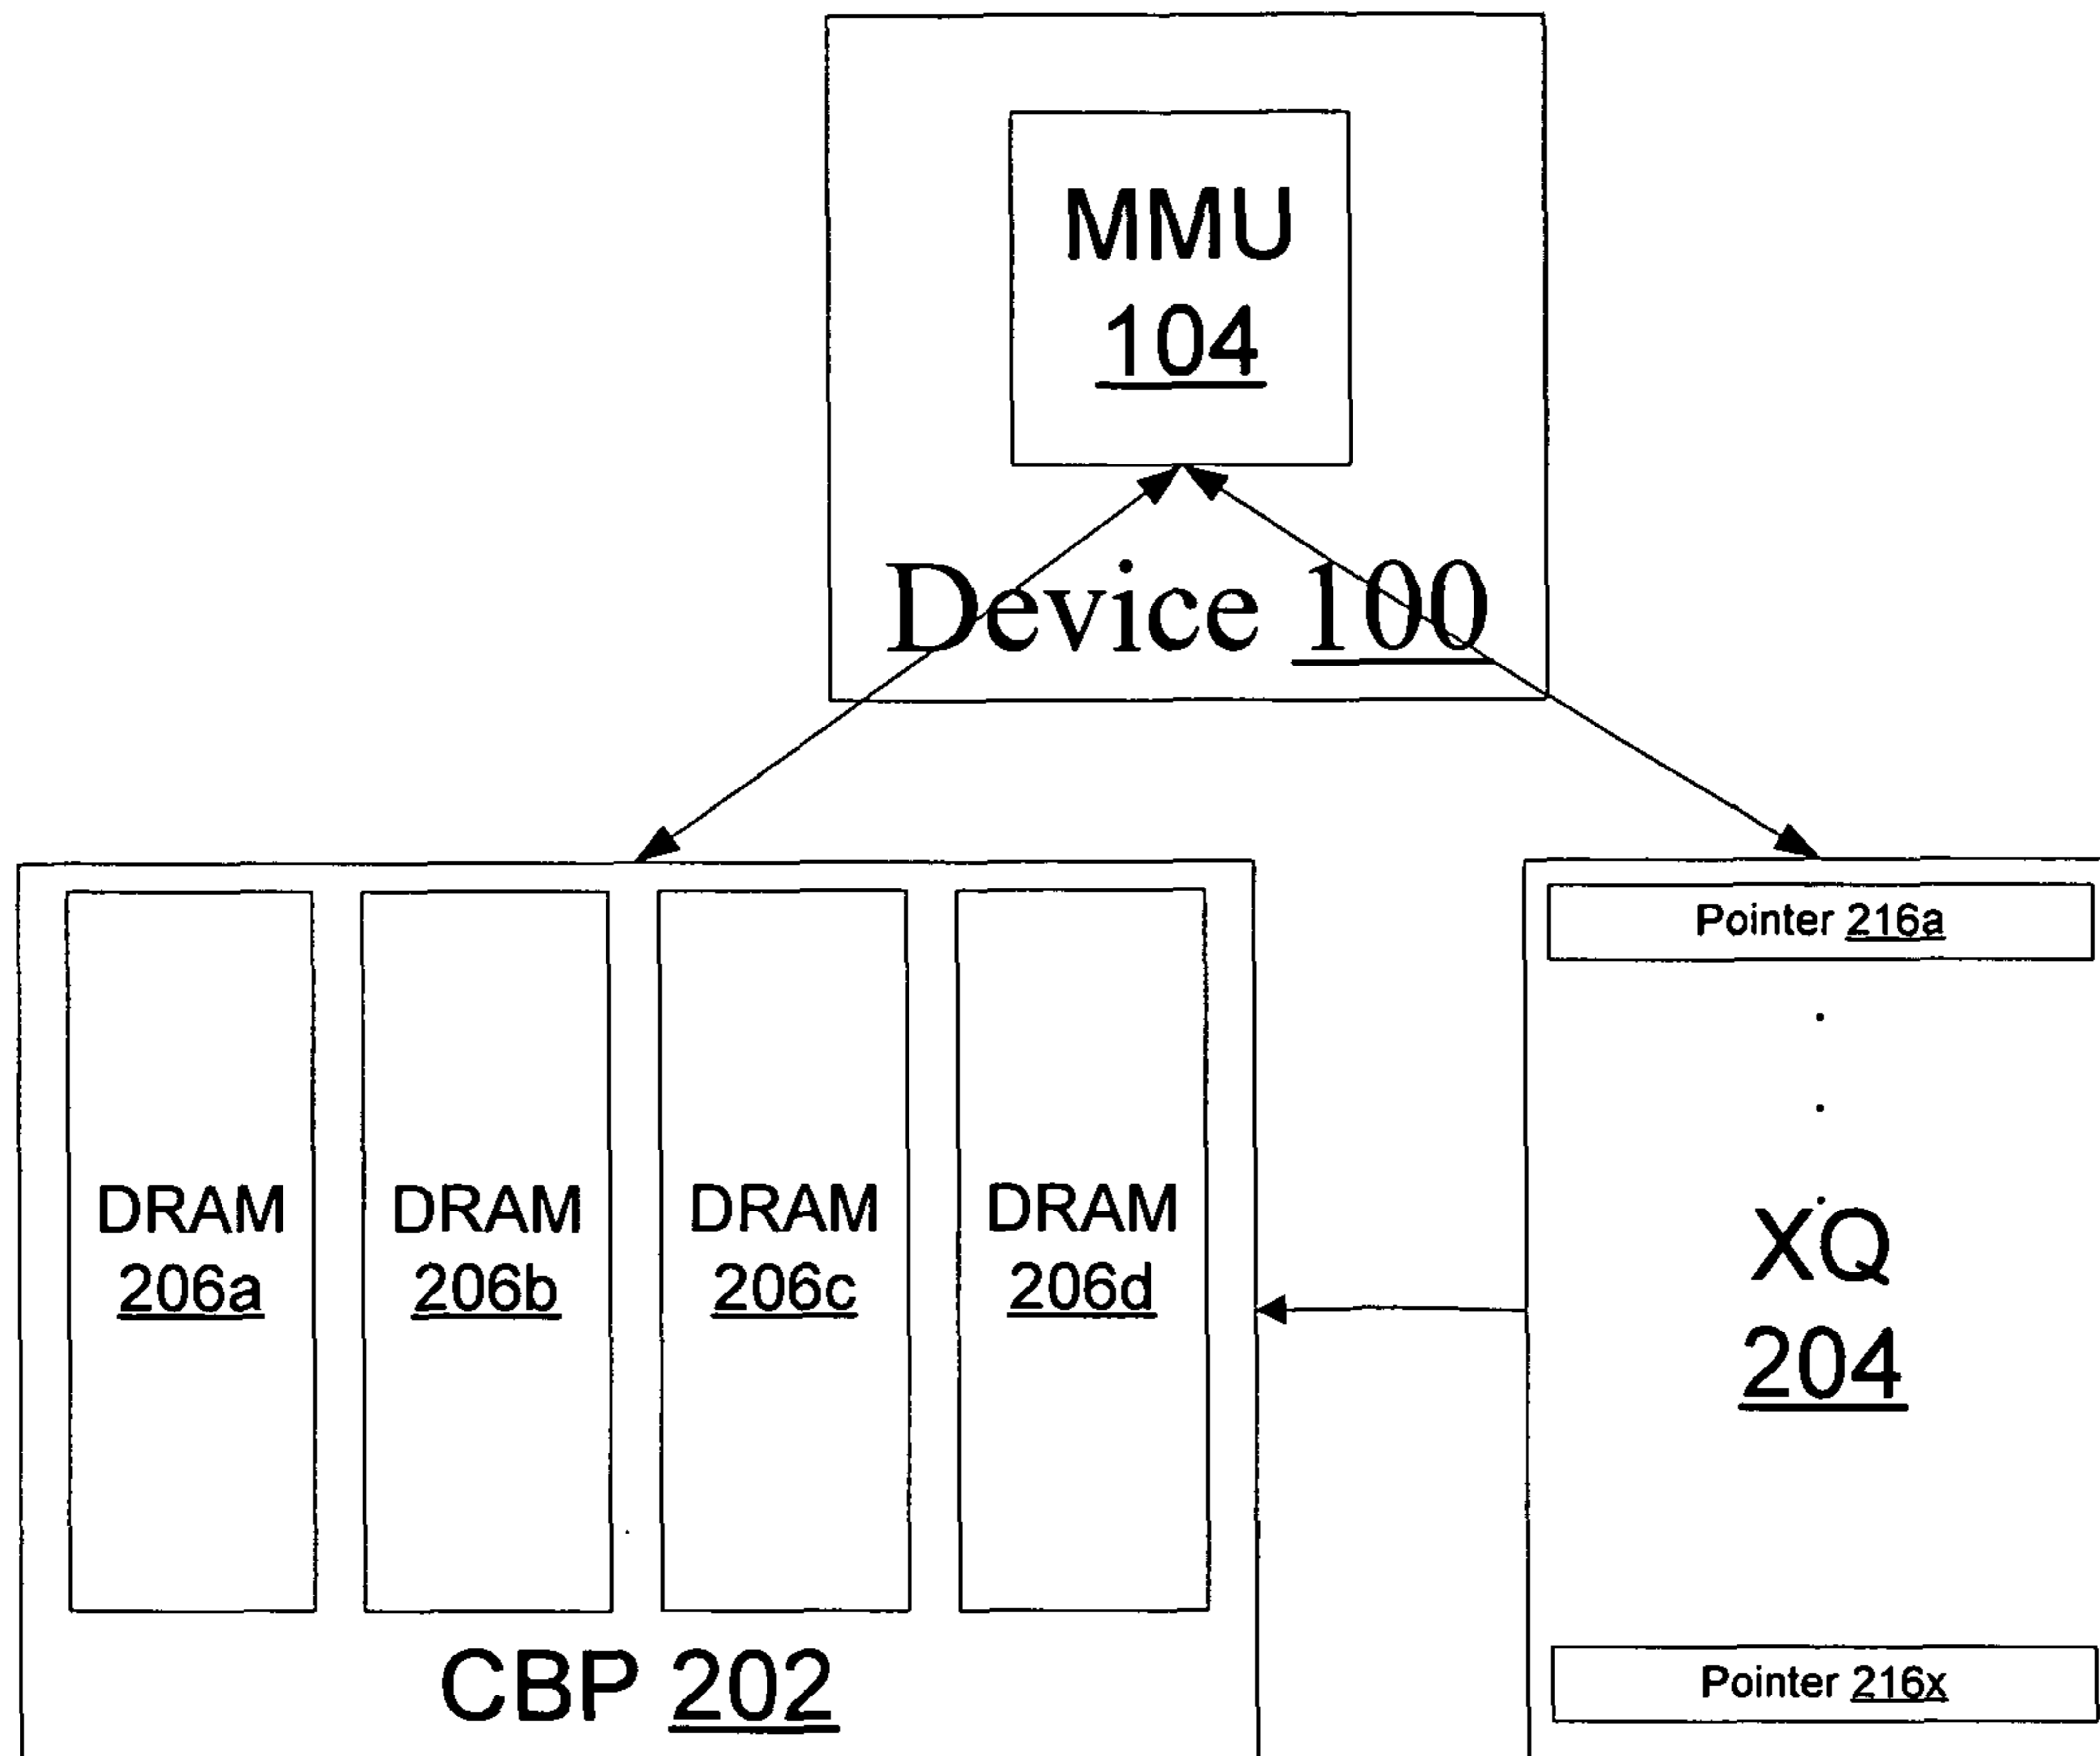 MMU
104
Device 100
Pointer 216a
DRAM
206a
DRAM
206b
DRAM
206c
DRAM
206d
XQ
204
CBP 202
Pointer 216x